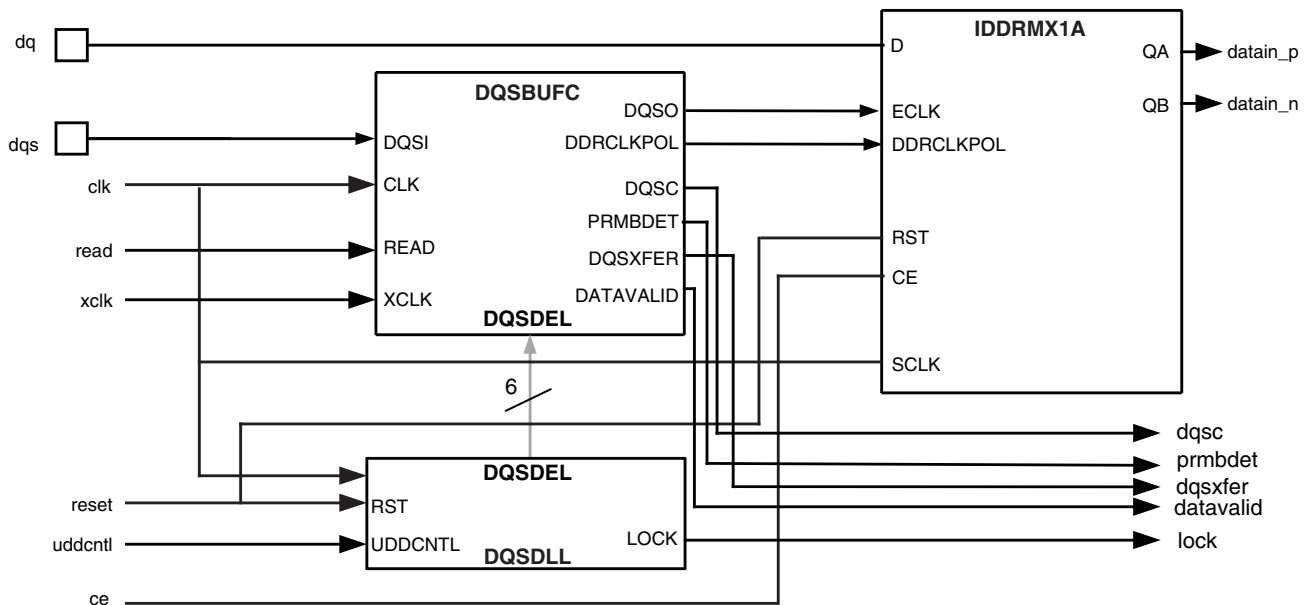 IDDRMX1A
dq
D
QA
datain_p
DQSBUFC
QB
datain_n
DQSO
ECLK
dqs
DQSI
DDRCLKPOL
DDRCLKPOL
clk
CLK
DQSC
PRMBDET
read
READ
RST
DQSXFER
CE
xclk
XCLK
DATAVALID
DQSDEL
SCLK
6
dqsc
DQSDEL
prmbdet
dqsxfer
reset
RST
datavalid
uddcntl
UDDCNTL
LOCK
lock
DQSDLL
ce